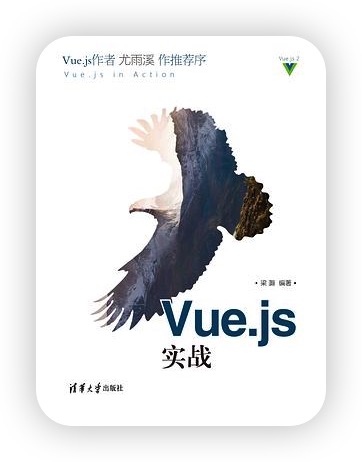 Vue.js作者 尤雨溪 作推荐序
Vue.js in Action
Vue.js 2
•梁灏 编著•
Vue.js
实战
清华大学出版社